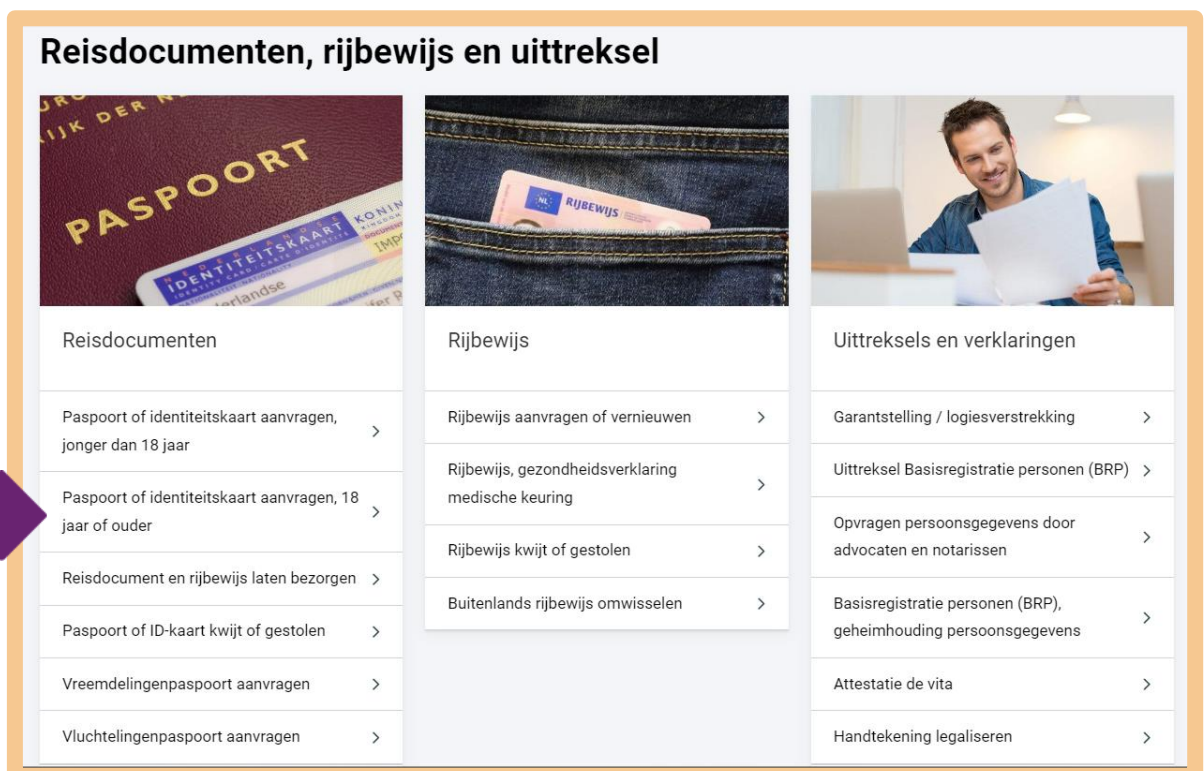 Reisdocumenten, rijbewijs en uittreksel
PASPOORT
NEDERLAND
IDENTITEITSKAART
RIJBEWIJS
Reisdocumenten
Paspoort of identiteitskaart aanvragen,
jonger dan 18 jaar
Paspoort of identiteitskaart aanvragen, 18
jaar of ouder
Reisdocument en rijbewijs laten bezorgen
Paspoort of ID-kaart kwijt of gestolen
Vreemdelingenpaspoort aanvragen
Vluchtelingenpaspoort aanvragen
Rijbewijs
Rijbewijs aanvragen of vernieuwen
Rijbewijs, gezondheidsverklaring
medische keuring
Rijbewijs kwijt of gestolen
Buitenlands rijbewijs omwisselen
Uittreksels en verklaringen
Garantstelling / logiesverstrekking
Uittreksel Basisregistratie personen (BRP)
Opvragen persoonsgegevens door
advocaten en notarissen
Basisregistratie personen (BRP),
geheimhouding persoonsgegevens
Attestatie de vita
Handtekening legaliseren